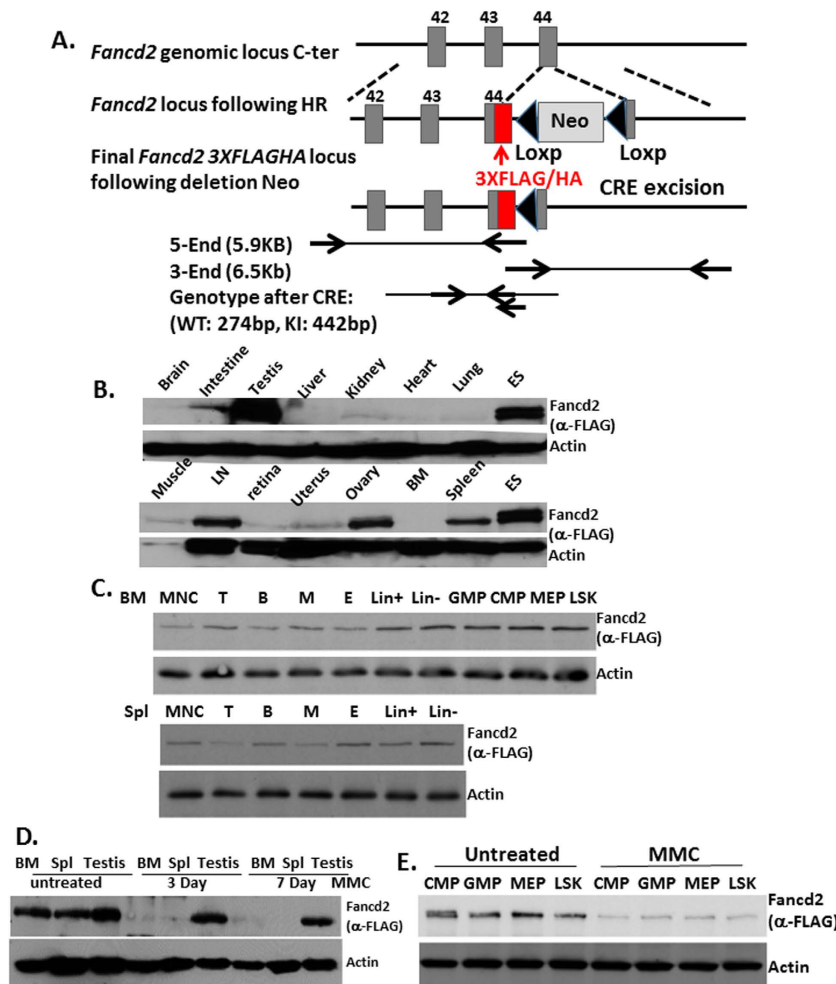 A.
42 43 44
Fancd2 genomic locus C-ter
Fancd2 locus following HR
42 43 44
Neo
Loxp Loxp
Final Fancd2 3XFLAGHA locus
following deletion Neo
3XFLAG/HA
CRE excision
5-End (5.9KB)
3-End (6.5Kb)
Genotype after CRE:
(WT: 274bp, KI: 442bp)
B.
Brain Intestine Testis Liver Kidney Heart Lung ES
Fancd2
(α-FLAG)
Actin
Muscle LN retina Uterus Ovary BM Spleen ES
Fancd2
(α-FLAG)
Actin
C.
BM MNC T B M E Lin+ Lin- GMP CMP MEP LSK
Fancd2
(α-FLAG)
Actin
Spl MNC T B M E Lin+ Lin-
Fancd2
(α-FLAG)
Actin
D.
BM Spl Testis BM Spl Testis BM Spl Testis
untreated 3 Day 7 Day MMC
Fancd2
(α-FLAG)
Actin
E.
Untreated MMC
CMP GMP MEP LSK CMP GMP MEP LSK
Fancd2
(α-FLAG)
Actin